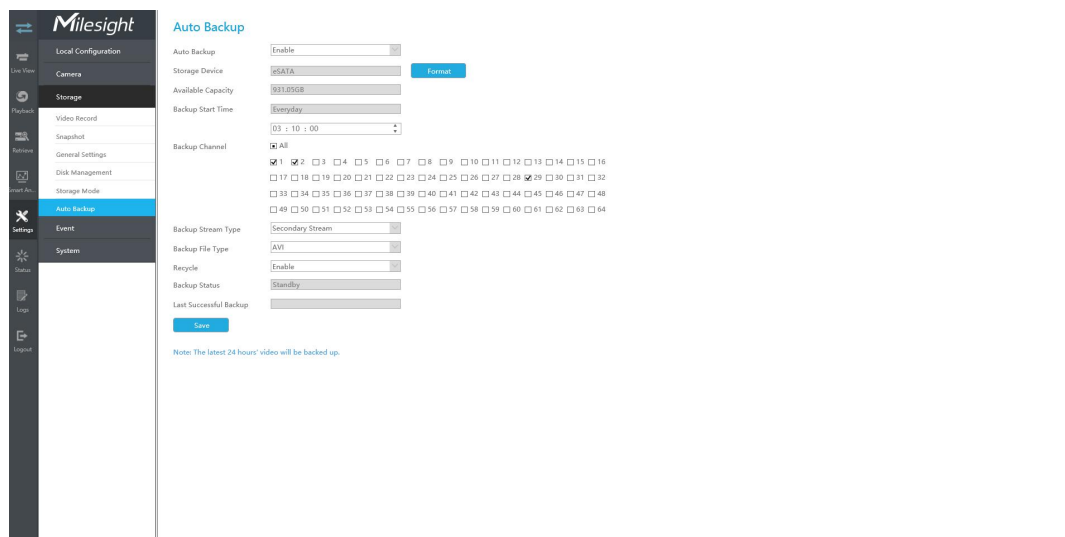 Milesight
Live View
Playback
Retrieve
Smart An...
Settings
Status
Logs
Logout
Local Configuration
Camera
Storage
Video Record
Snapshot
General Settings
Disk Management
Storage Mode
Auto Backup
Event
System
Auto Backup
Auto Backup Enable
Storage Device eSATA Format
Available Capacity 931.05GB
Backup Start Time Everyday
03 : 10 : 00
Backup Channel All
1 2 3 4 5 6 7 8 9 10 11 12 13 14 15 16
17 18 19 20 21 22 23 24 25 26 27 28 29 30 31 32
33 34 35 36 37 38 39 40 41 42 43 44 45 46 47 48
49 50 51 52 53 54 55 56 57 58 59 60 61 62 63 64
Backup Stream Type Secondary Stream
Backup File Type AVI
Recycle Enable
Backup Status Standby
Last Successful Backup
Save
Note: The latest 24 hours' video will be backed up.